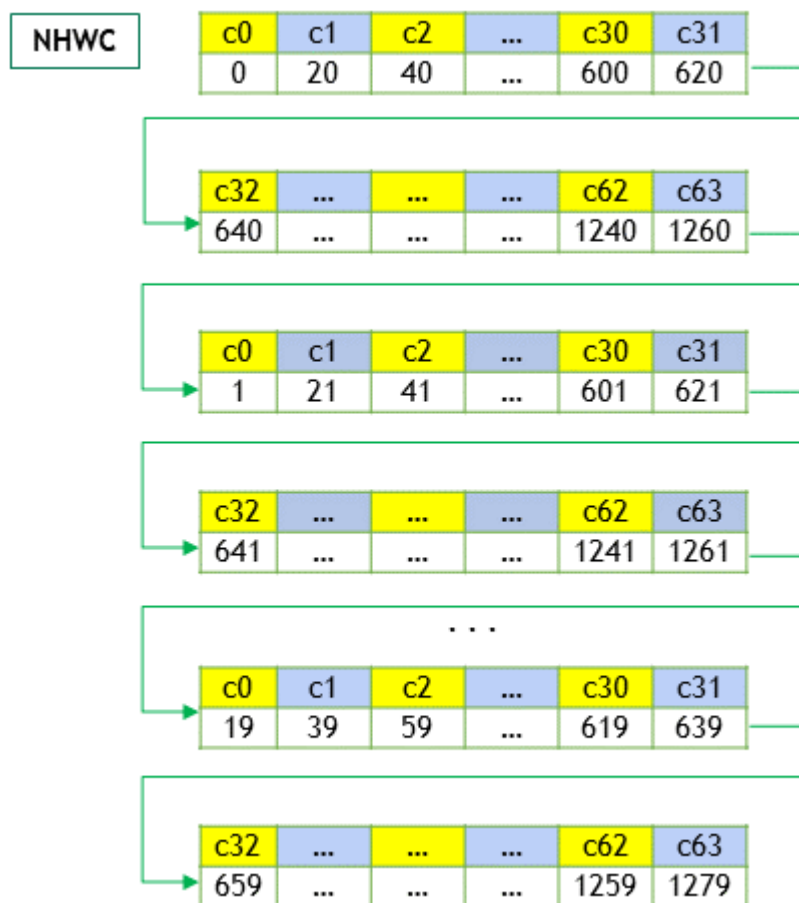 NHWC
c0 c1 c2 ... c30 c31
0 20 40 ... 600 620
c32 ... ... ... c62 c63
640 ... ... ... 1240 1260
c0 c1 c2 ... c30 c31
1 21 41 ... 601 621
c32 ... ... ... c62 c63
641 ... ... ... 1241 1261
. . .
c0 c1 c2 ... c30 c31
19 39 59 ... 619 639
c32 ... ... ... c62 c63
659 ... ... ... 1259 1279